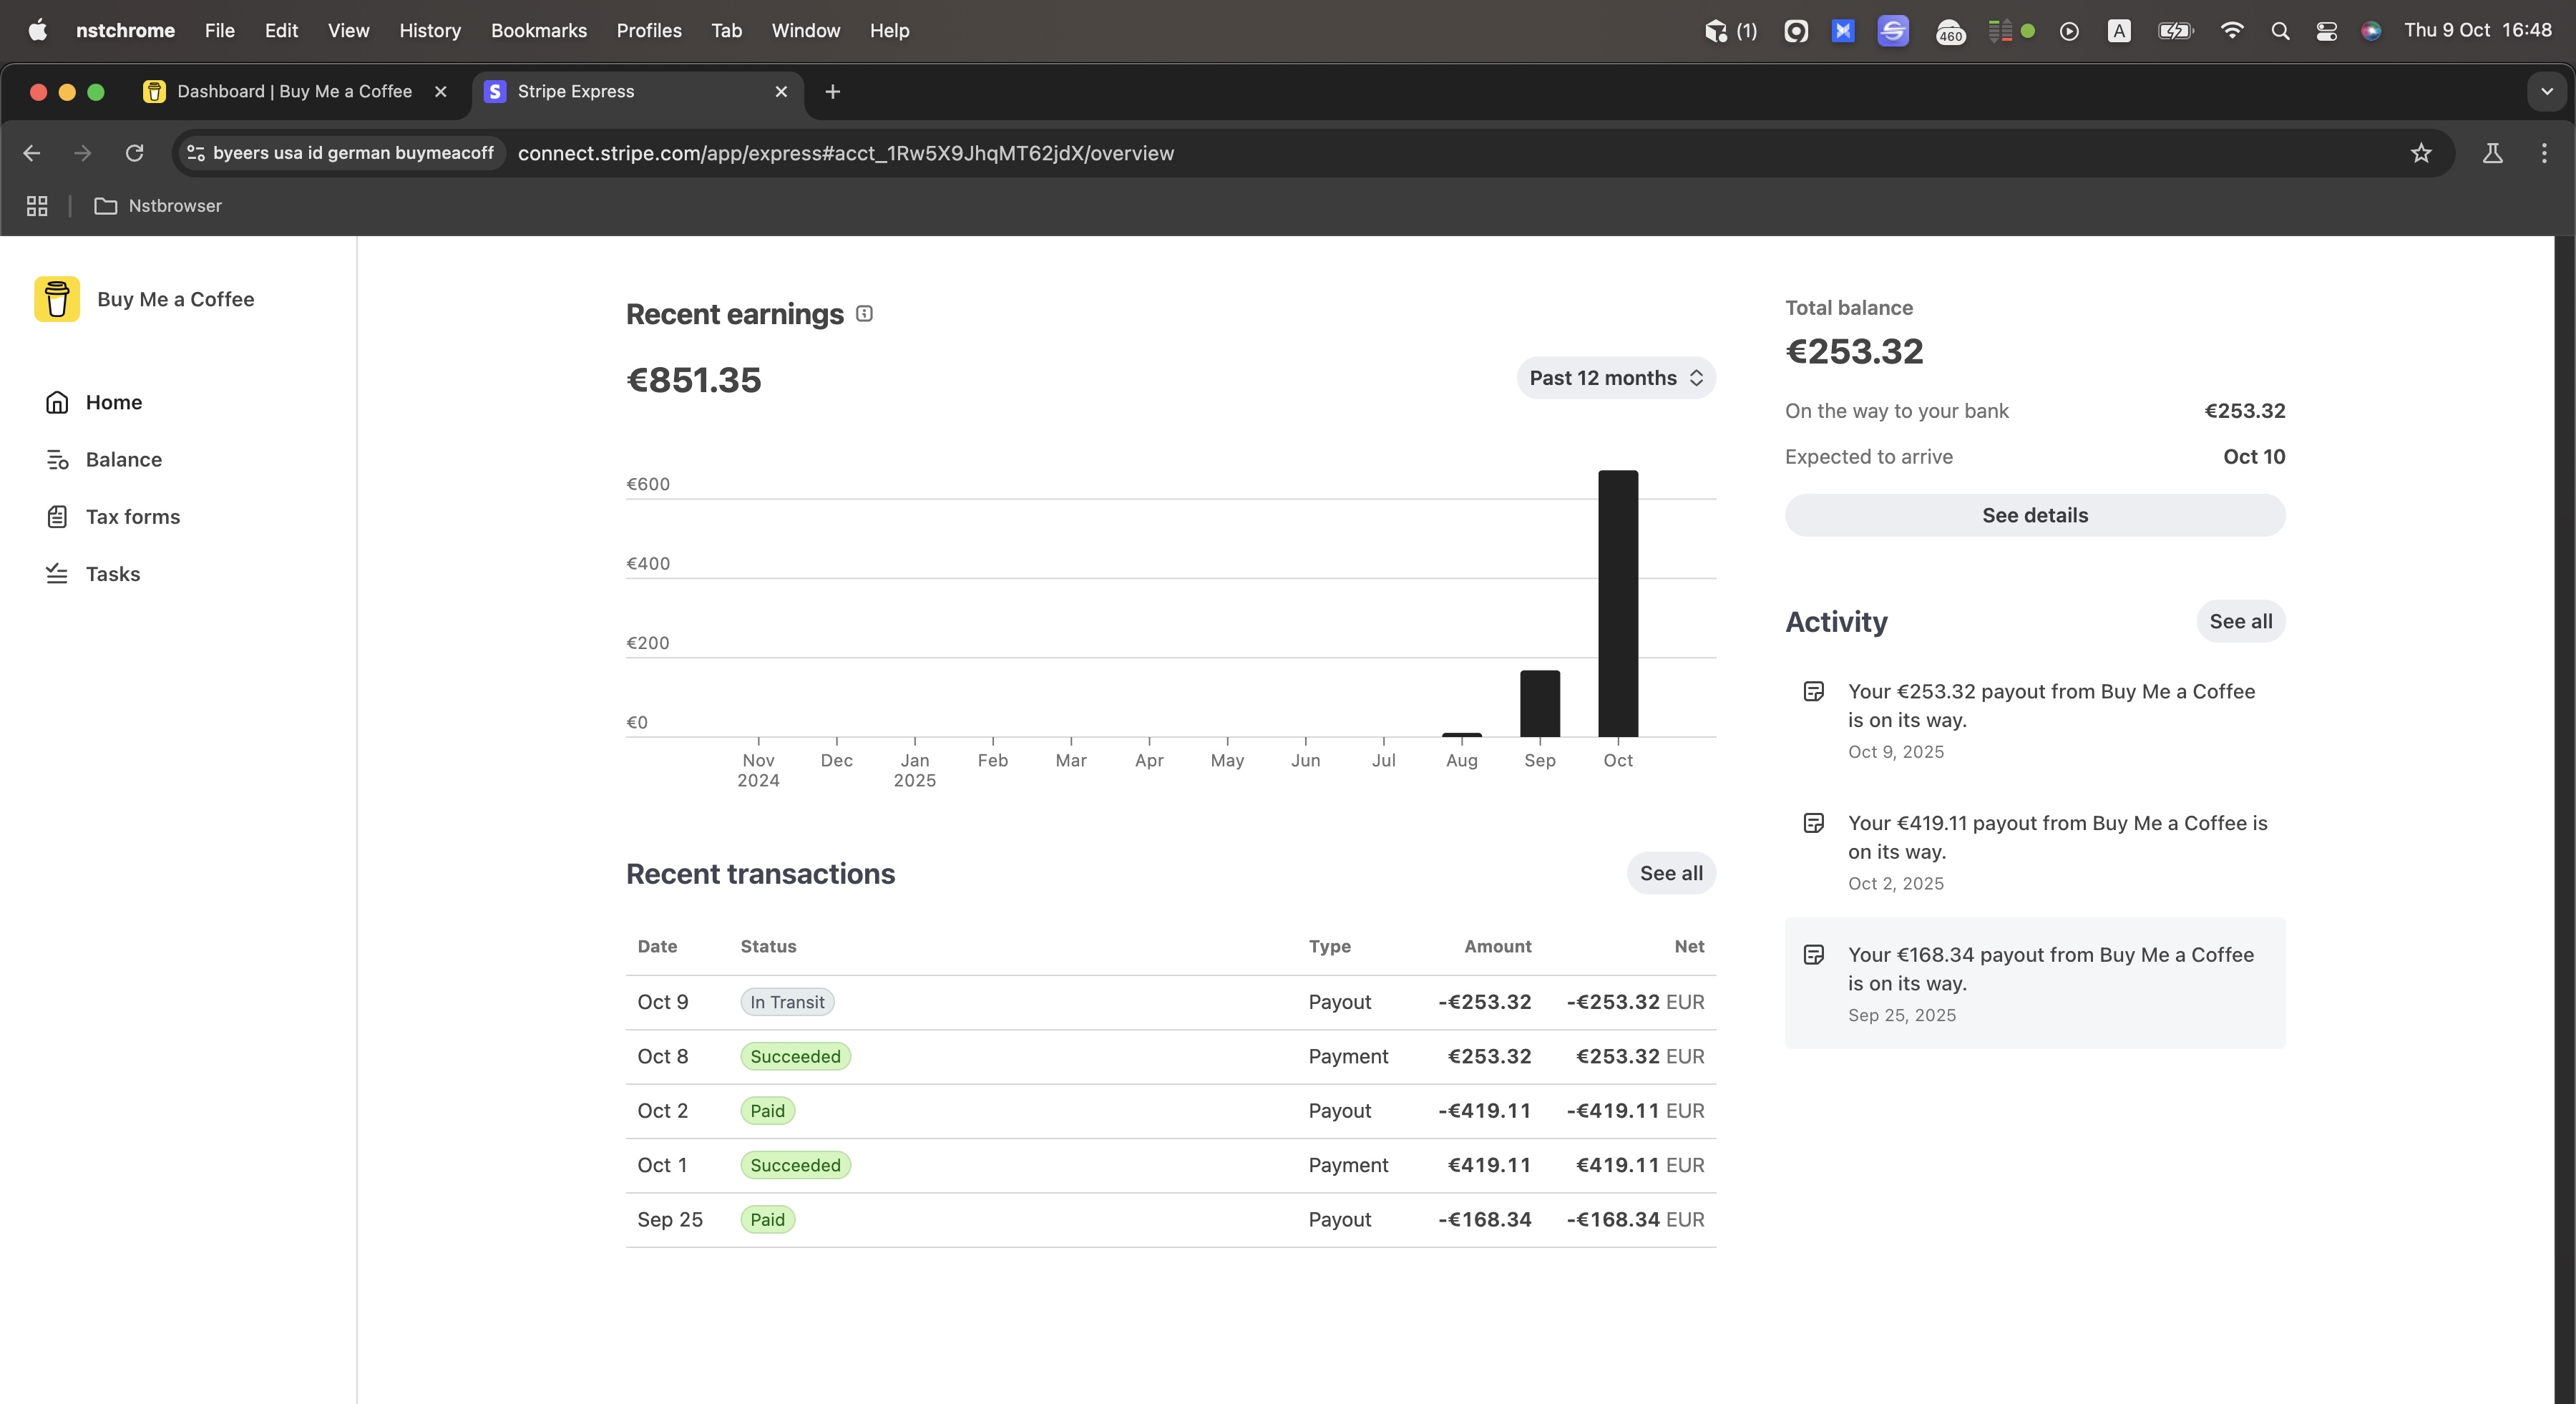 nstchrome File Edit View History Bookmarks Profiles Tab Window Help (1) 460 A Thu 9 Oct 16:48
Dashboard | Buy Me a Coffee S Stripe Express
byeers usa id german buymeacoff connect.stripe.com/app/express#acct_1Rw5X9JhqMT62jdX/overview
Nstbrowser
Buy Me a Coffee
Home
Balance
Tax forms
Tasks
Recent earnings
€851.35
Past 12 months
€600
€400
€200
€0
Nov Dec Jan Feb Mar Apr May Jun Jul Aug Sep Oct
2024 2025
Recent transactions
See all
Date Status Type Amount Net
Oct 9 In Transit Payout -€253.32 -€253.32 EUR
Oct 8 Succeeded Payment €253.32 €253.32 EUR
Oct 2 Paid Payout -€419.11 -€419.11 EUR
Oct 1 Succeeded Payment €419.11 €419.11 EUR
Sep 25 Paid Payout -€168.34 -€168.34 EUR
Total balance
€253.32
On the way to your bank €253.32
Expected to arrive Oct 10
See details
Activity
See all
Your €253.32 payout from Buy Me a Coffee
is on its way.
Oct 9, 2025
Your €419.11 payout from Buy Me a Coffee is
on its way.
Oct 2, 2025
Your €168.34 payout from Buy Me a Coffee
is on its way.
Sep 25, 2025